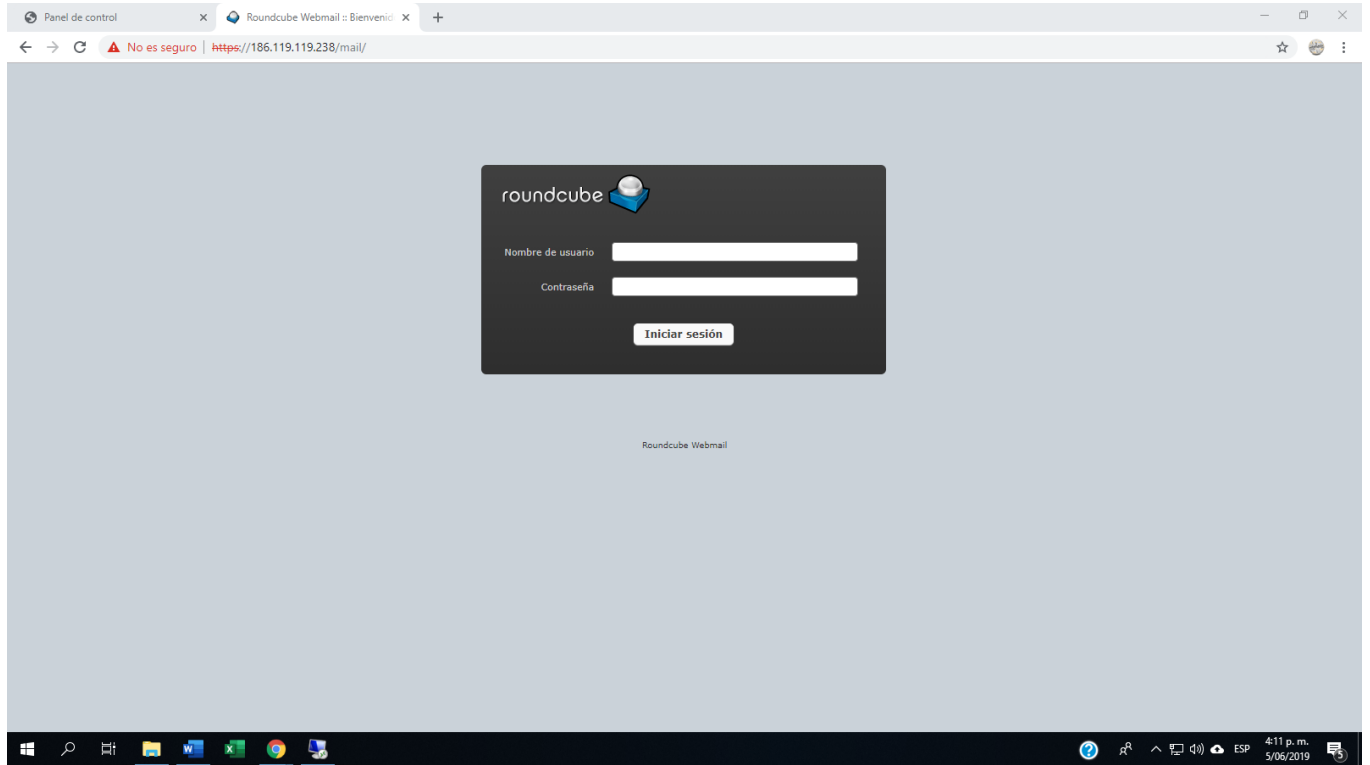 Panel de control
Roundcube Webmail :: Bienvenid
No es seguro | https://186.119.119.238/mail/
roundcube
Nombre de usuario
Contraseña
Iniciar sesión
Roundcube Webmail
ESP
4:11 p. m.
5/06/2019
5